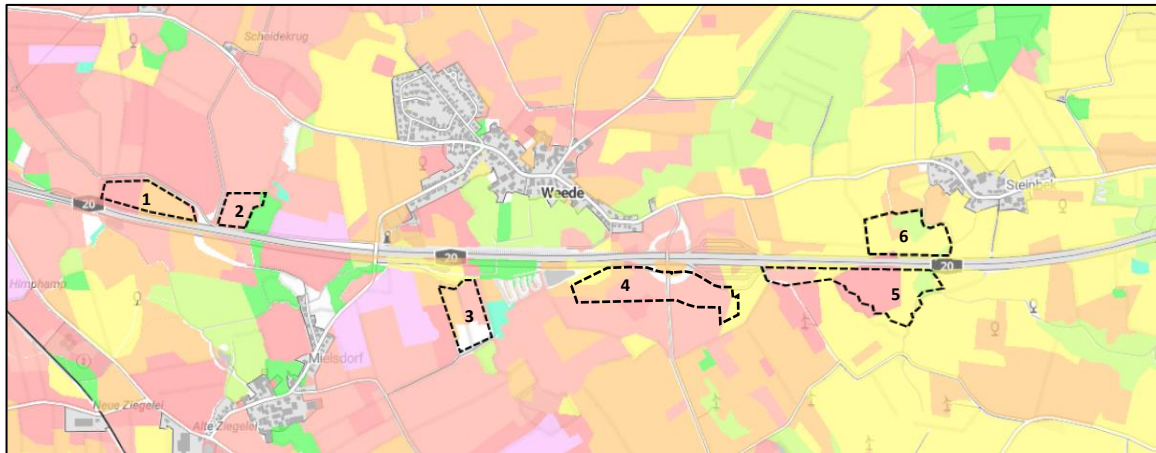 Scheidekrug
Weede
Steinbek
1
2
20
6
20
20
Himphamp
4
5
3
Mielsdorf
Neue Ziegelei
Alte Ziegelei